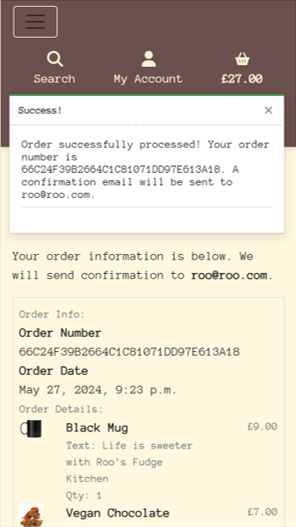 Search
My Account
£27.00
Success!
×
Order successfully processed! Your order
number is
66C24F39B2664C1C81071DD97E613A18. A
confirmation email will be sent to
roo@roo.com.
Your order information is below. We
will send confirmation to roo@roo.com.
Order Info:
Order Number
66C24F39B2664C1C81071DD97E613A18
Order Date
May 27, 2024, 9:23 p.m.
Order Details:
Black Mug £9.00
Text: Life is sweeter
with Roo's Fudge
Kitchen
Qty: 1
Vegan Chocolate £7.00